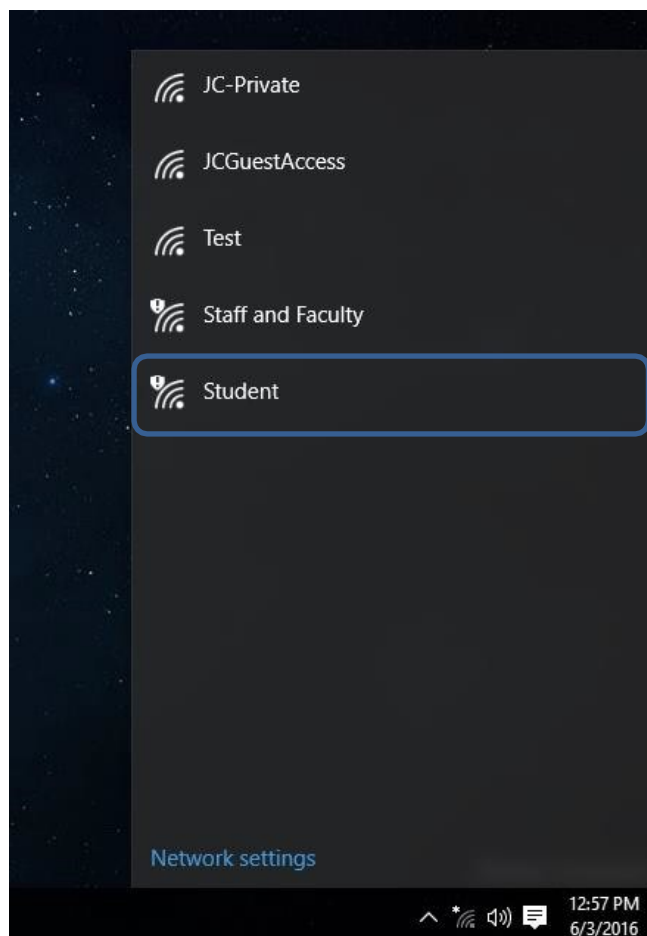 JC-Private
JCGuestAccess
Test
Staff and Faculty
Student
Network settings
12:57 PM
6/3/2016